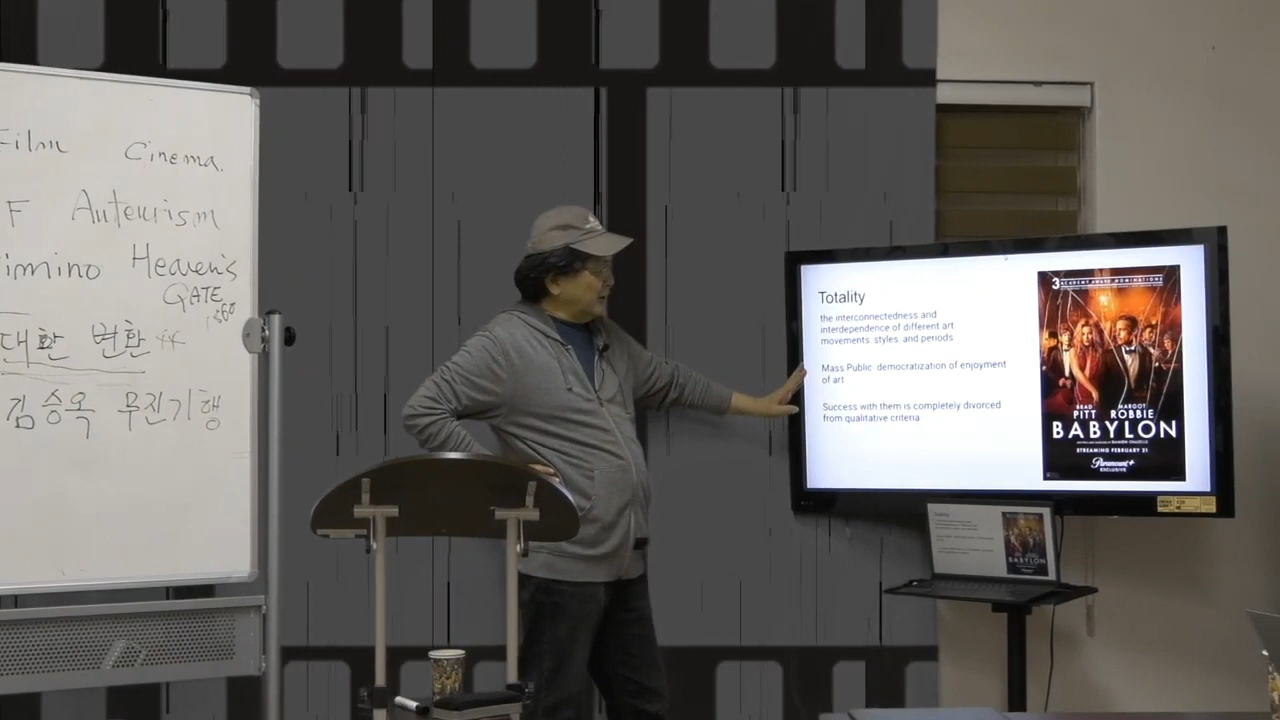 Film Cinema.
F Auteurism
imino Heaven's
GATE
대한 변환
김승옥 무진기행
Totality
the interconnectedness and
interdependence of different art
movements, styles, and periods
Mass Public democratization of enjoyment
of art
Success with them is completely divorced
from qualitative criteria
3 ACADEMY AWARD NOMINATIONS
BRAD PITT
MARGOT ROBBIE
BABYLON
STREAMING FEBRUARY 21
Paramount+
EXCLUSIVE
Totality
BABYLON